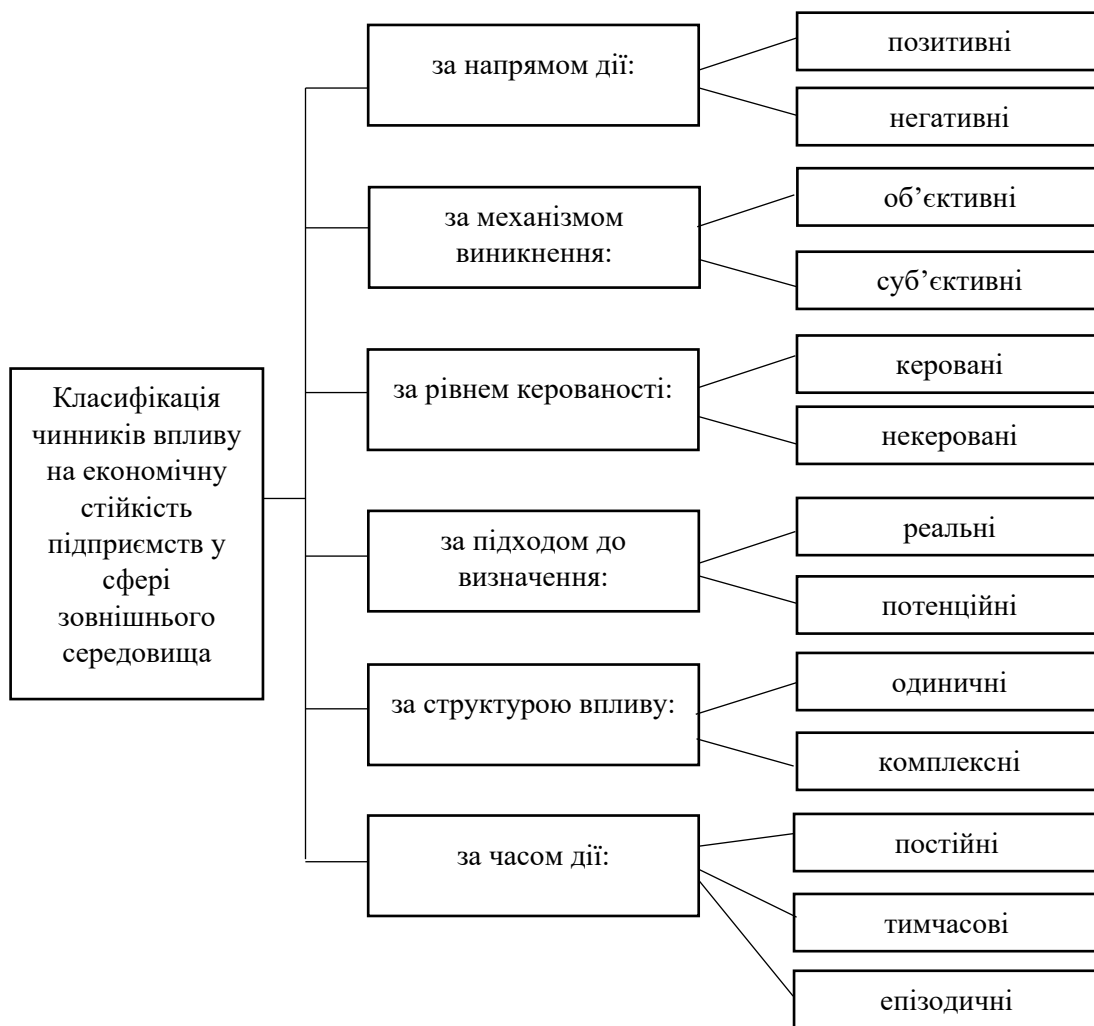 Класифікація
чинників впливу
на економічну
стійкість
підприємств у
сфері
зовнішнього
середовища
за напрямом дії:
позитивні
негативні
за механізмом
виникнення:
об’єктивні
суб’єктивні
за рівнем керованості:
керовані
некеровані
за підходом до
визначення:
реальні
потенційні
за структурою впливу:
одиничні
комплексні
за часом дії:
постійні
тимчасові
епізодичні